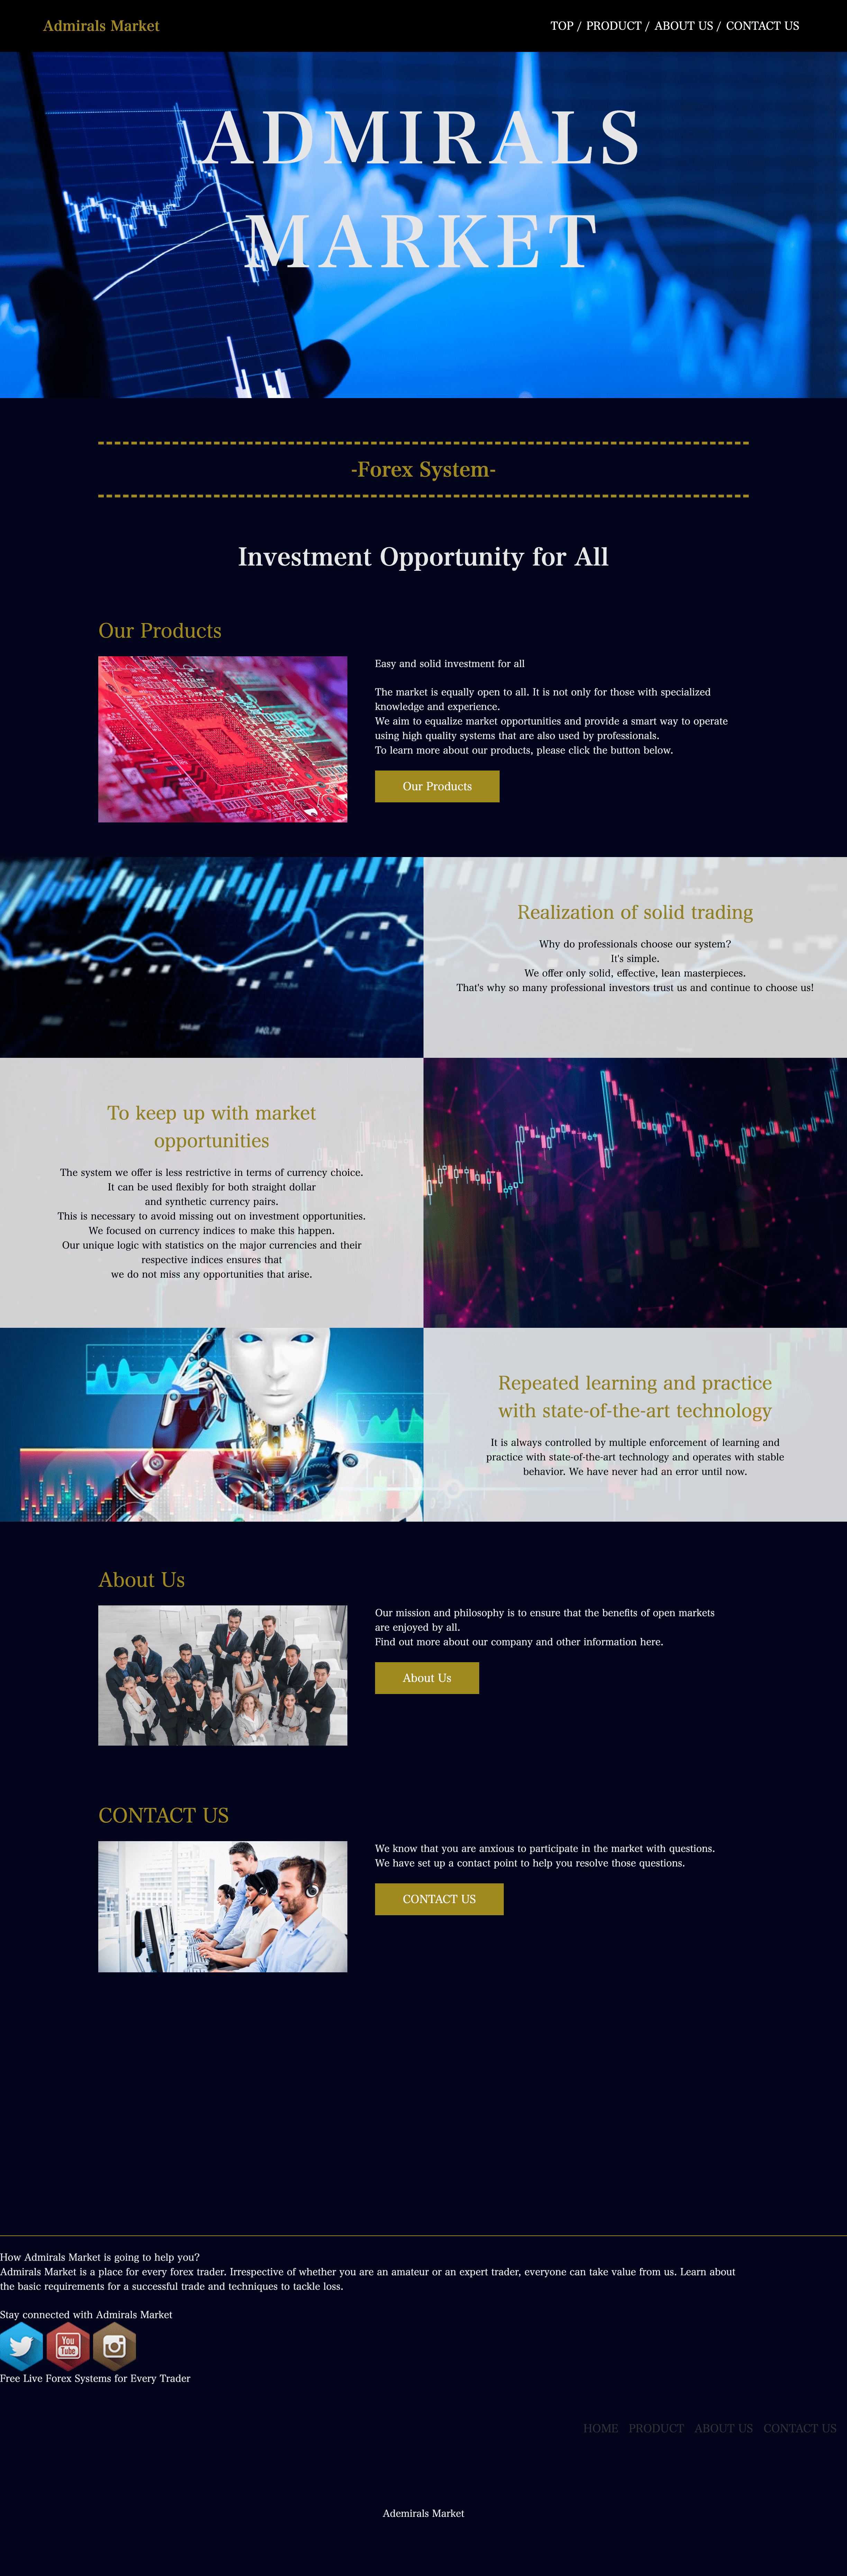 Admirals Market
TOP / PRODUCT / ABOUT US / CONTACT US
ADMIRALS
MARKET
-Forex System-
Investment Opportunity for All
Our Products
Easy and solid investment for all
The market is equally open to all. It is not only for those with specialized
knowledge and experience.
We aim to equalize market opportunities and provide a smart way to operate
using high quality systems that are also used by professionals.
To learn more about our products, please click the button below.
Our Products
Realization of solid trading
Why do professionals choose our system?
It's simple.
We offer only solid, effective, lean masterpieces.
That's why so many professional investors trust us and continue to choose us!
To keep up with market
opportunities
The system we offer is less restrictive in terms of currency choice.
It can be used flexibly for both straight dollar
and synthetic currency pairs.
This is necessary to avoid missing out on investment opportunities.
We focused on currency indices to make this happen.
Our unique logic with statistics on the major currencies and their
respective indices ensures that
we do not miss any opportunities that arise.
Repeated learning and practice
with state-of-the-art technology
It is always controlled by multiple enforcement of learning and
practice with state-of-the-art technology and operates with stable
behavior. We have never had an error until now.
About Us
Our mission and philosophy is to ensure that the benefits of open markets
are enjoyed by all.
Find out more about our company and other information here.
About Us
CONTACT US
We know that you are anxious to participate in the market with questions.
We have set up a contact point to help you resolve those questions.
CONTACT US
How Admirals Market is going to help you?
Admirals Market is a place for every forex trader. Irrespective of whether you are an amateur or an expert trader, everyone can take value from us. Learn about
the basic requirements for a successful trade and techniques to tackle loss.
Stay connected with Admirals Market
You
Tube
Free Live Forex Systems for Every Trader
HOME PRODUCT ABOUT US CONTACT US
Ademirals Market